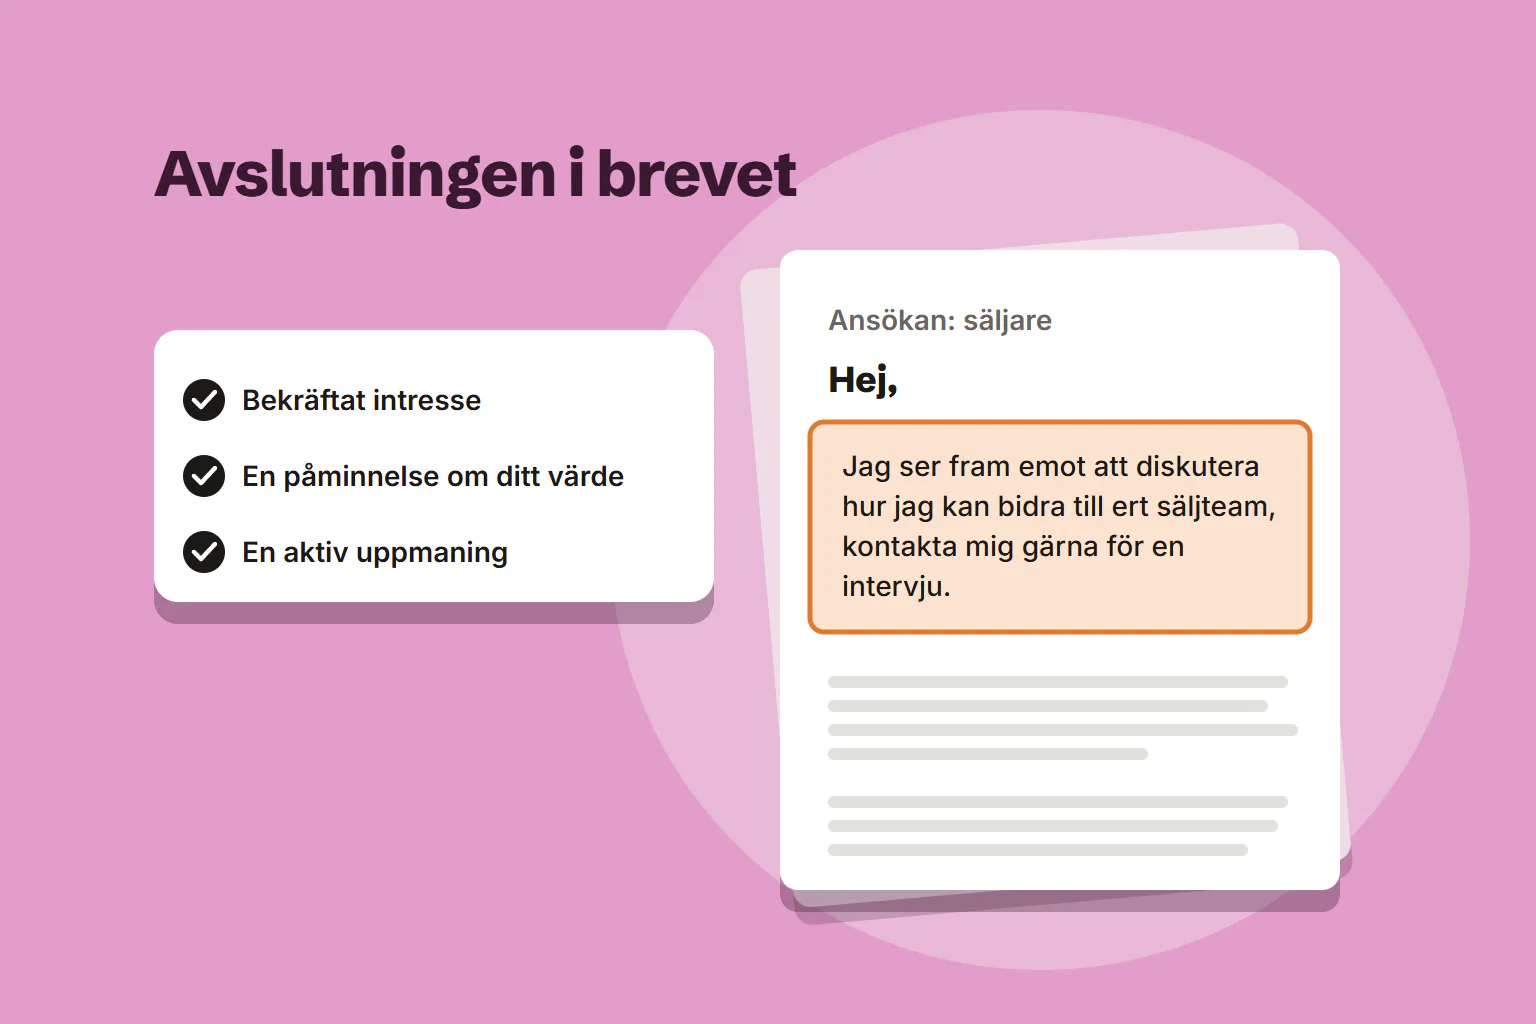 Avslutningen i brevet
Bekräftat intresse
En påminnelse om ditt värde
En aktiv uppmaning
Ansökan: säljare
Hej,
Jag ser fram emot att diskutera
hur jag kan bidra till ert säljteam,
kontakta mig gärna för en
intervju.